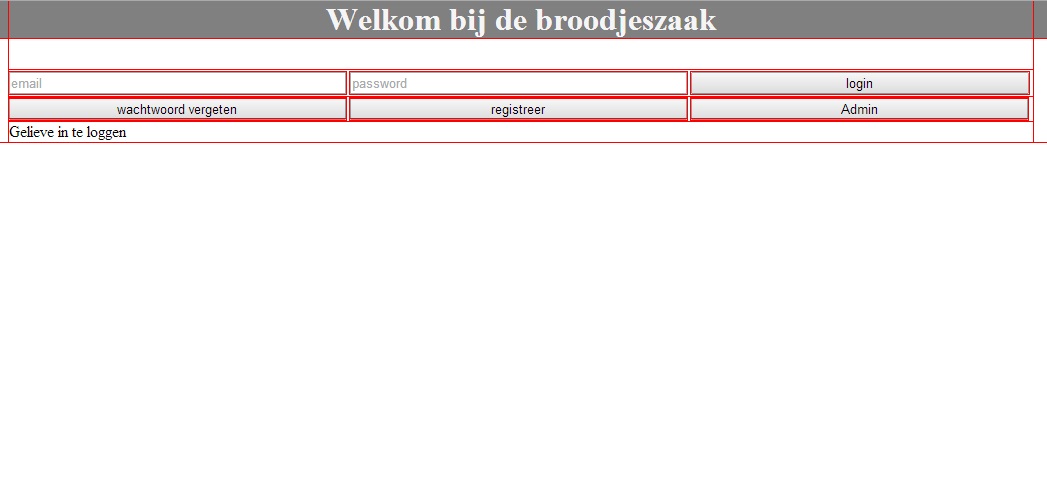 Welkom bij de broodjeszaak
email password login
wachtwoord vergeten registreer Admin
Gelieve in te loggen